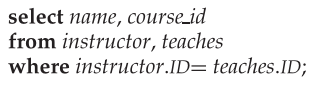 select name, course_id
from instructor, teaches
where instructor.ID= teaches.ID;